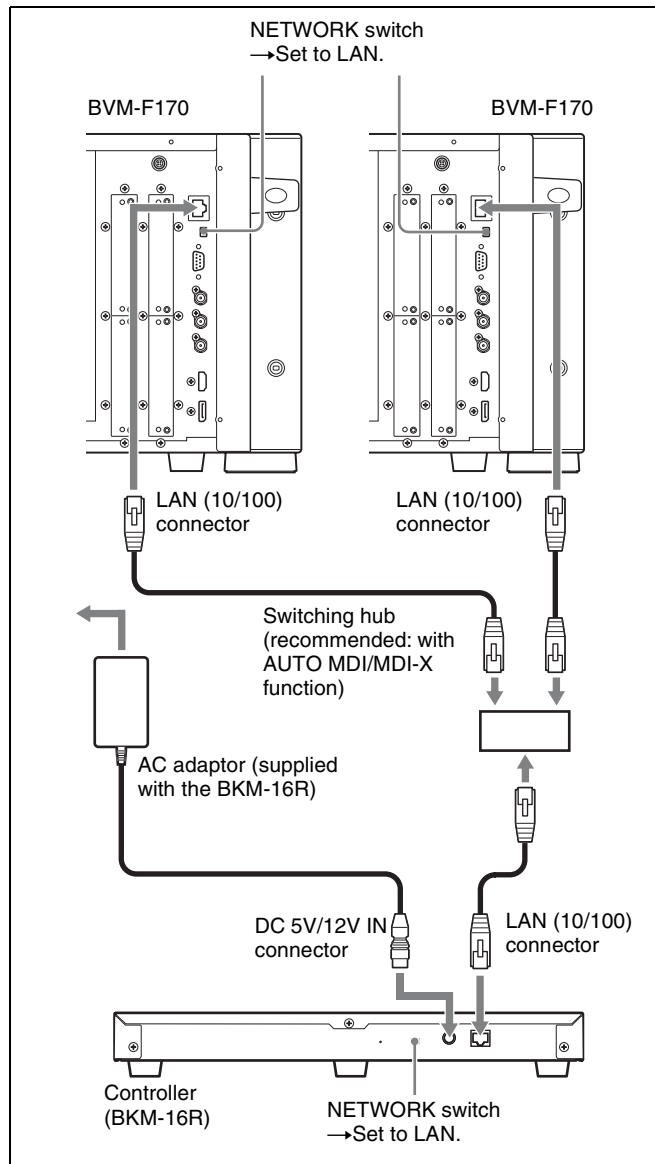 NETWORK switch
→Set to LAN.
BVM-F170
BVM-F170
LAN (10/100)
connector
LAN (10/100)
connector
Switching hub
(recommended: with
AUTO MDI/MDI-X
function)
AC adaptor (supplied
with the BKM-16R)
DC 5V/12V IN
connector
LAN (10/100)
connector
Controller
(BKM-16R)
NETWORK switch
→Set to LAN.